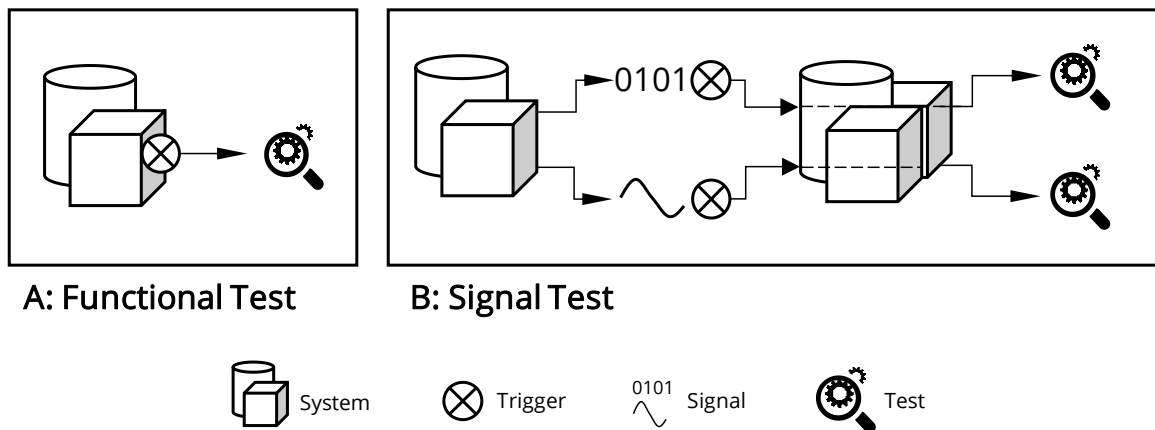 0101
A: Functional Test
B: Signal Test
System
Trigger
0101
Signal
Test